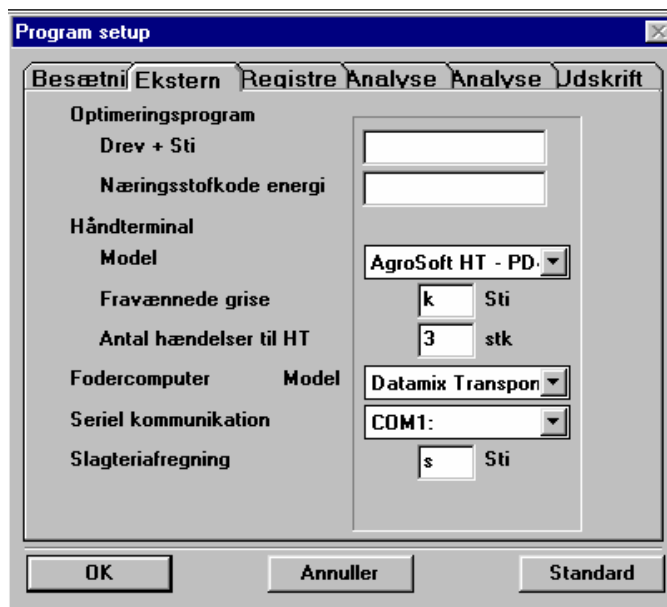 Program setup
Besætni Ekstern Registre Analyse Analyse Udskrift
Optimeringsprogram
Drev + Sti
Næringsstofkode energi
Håndterminal
Model AgroSoft HT - PD-
Fravænnede grise k Sti
Antal hændelser til HT 3 stk
Fodercomputer Model Datamix Transpon
Seriel kommunikation COM1:
Slagteriafregning s Sti
OK Annuller Standard